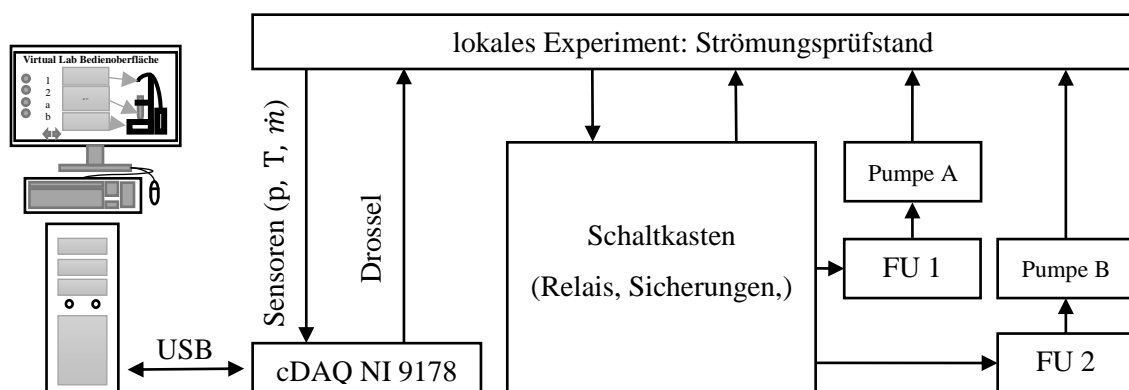 lokales Experiment: Strömungsprüfstand
Virtual Lab Bedienoberfläche
1
2
a
b
Sensoren (p, T, ṁ)
Drossel
Schaltkasten
(Relais, Sicherungen,)
Pumpe A
FU 1
Pumpe B
FU 2
USB
cDAQ NI 9178